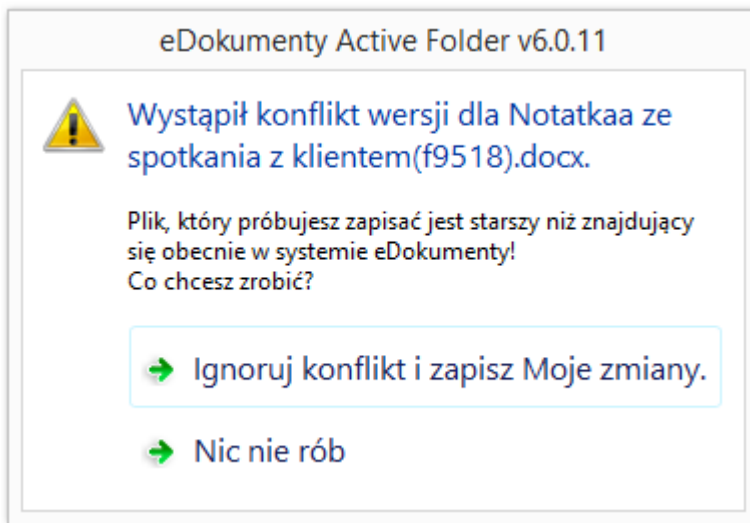 eDokumenty Active Folder v6.0.11
Wystąpił konflikt wersji dla Notatkaa ze
spotkania z klientem(f9518).docx.
Plik, który próbujesz zapisać jest starszy niż znajdujący
się obecnie w systemie eDokumenty!
Co chcesz zrobić?
Ignoruj konflikt i zapisz Moje zmiany.
Nic nie rób